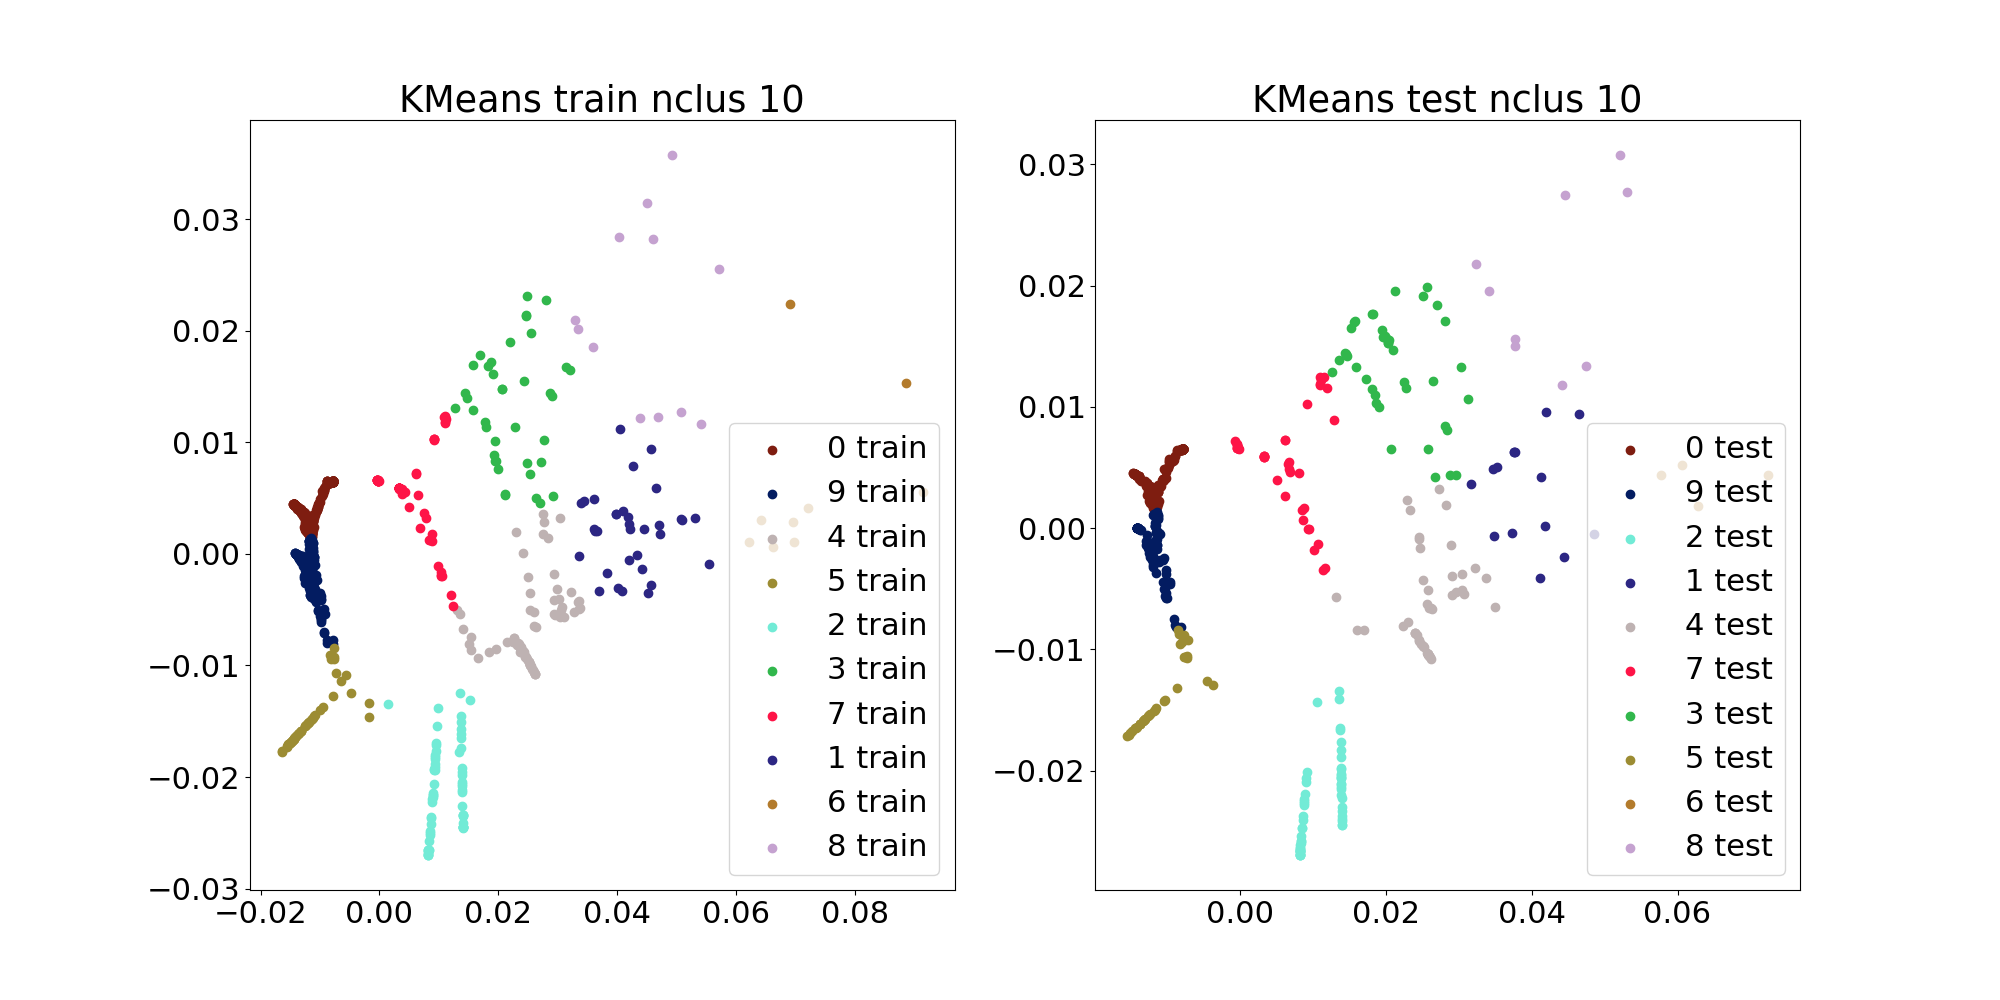 KMeans train nclus 10
0.03
0.02
0.01
0.00
−0.01
−0.02
−0.03
−0.02 0.00 0.02 0.04 0.06 0.08
0 train
9 train
4 train
5 train
2 train
3 train
7 train
1 train
6 train
8 train
KMeans test nclus 10
0.03
0.02
0.01
0.00
−0.01
−0.02
0.00 0.02 0.04 0.06
0 test
9 test
2 test
1 test
4 test
7 test
3 test
5 test
6 test
8 test